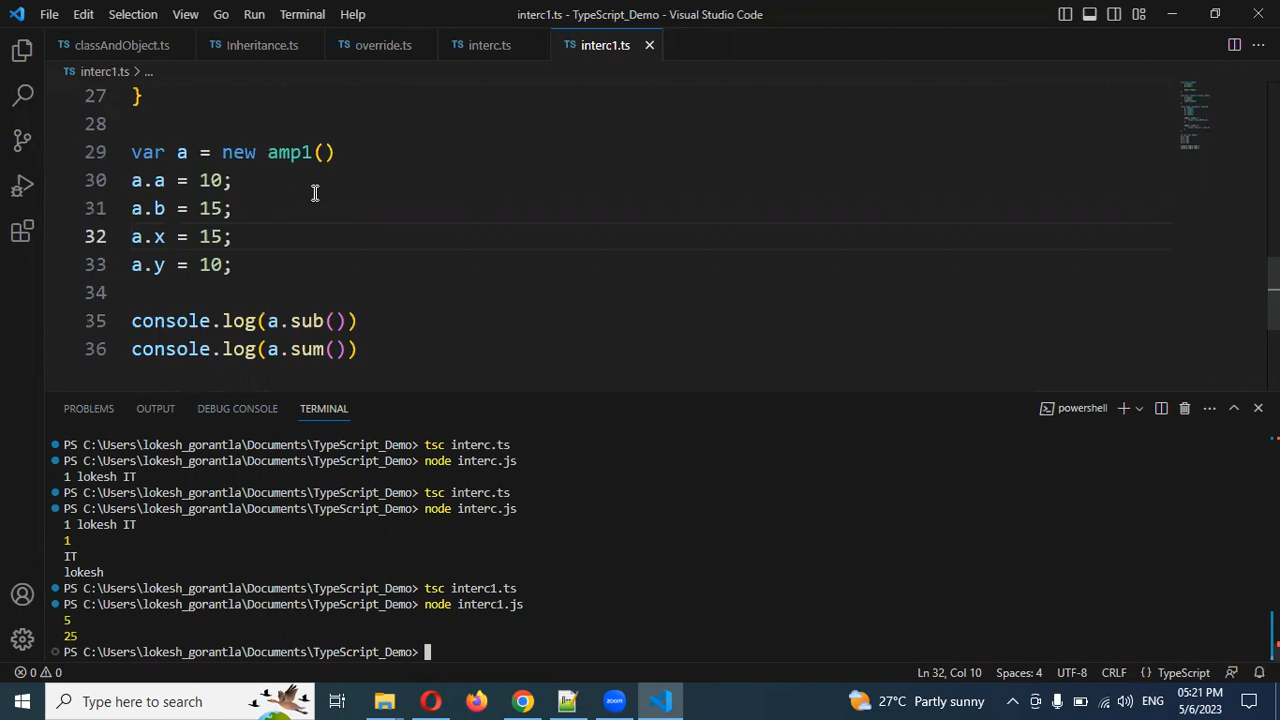 File Edit Selection View Go Run Terminal Help interc1.ts - TypeScript_Demo - Visual Studio Code
TS classAndObject.ts TS Inheritance.ts TS override.ts TS interc.ts TS interc1.ts
TS interc1.ts > ...
27 }
28
29 var a = new amp1()
30 a.a = 10;
31 a.b = 15;
32 a.x = 15;
33 a.y = 10;
34
35 console.log(a.sub())
36 console.log(a.sum())
PROBLEMS OUTPUT DEBUG CONSOLE TERMINAL powershell
PS C:\Users\lokesh_gorantla\Documents\TypeScript_Demo> tsc interc.ts
PS C:\Users\lokesh_gorantla\Documents\TypeScript_Demo> node interc.js
1 lokesh IT
PS C:\Users\lokesh_gorantla\Documents\TypeScript_Demo> tsc interc.ts
PS C:\Users\lokesh_gorantla\Documents\TypeScript_Demo> node interc.js
1 lokesh IT
1
IT
lokesh
PS C:\Users\lokesh_gorantla\Documents\TypeScript_Demo> tsc interc1.ts
PS C:\Users\lokesh_gorantla\Documents\TypeScript_Demo> node interc1.js
5
25
PS C:\Users\lokesh_gorantla\Documents\TypeScript_Demo>
0 0 Ln 32, Col 10 Spaces: 4 UTF-8 CRLF {} TypeScript
Type here to search zoom 27°C Partly sunny ENG 05:21 PM
5/6/2023